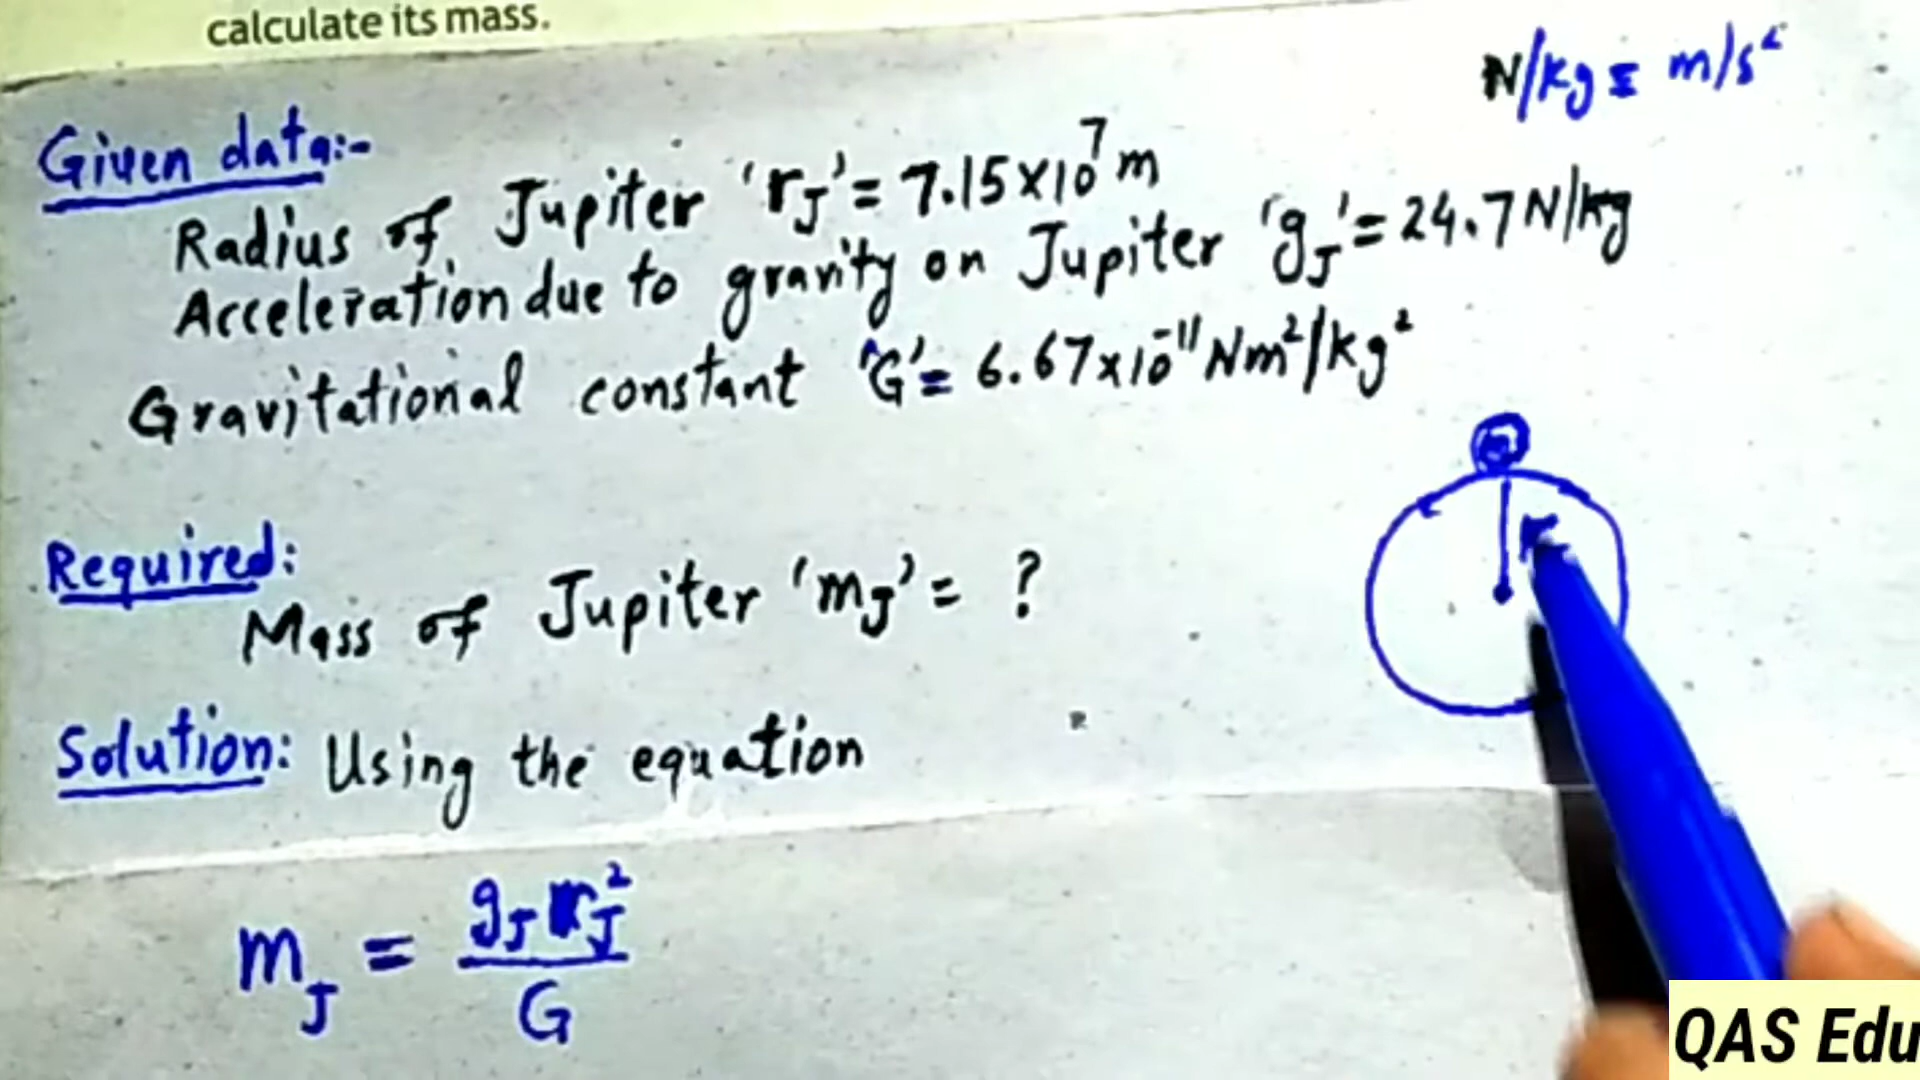 calculate its mass.
N/kg = m/s²
Given data:-
Radius of Jupiter 'rJ' = 7.15×10⁷ m
Acceleration due to gravity on Jupiter 'gJ' = 24.7 N/kg
Gravitational constant 'G' = 6.67×10⁻¹¹ Nm²/kg²
m
r
Required:
Mass of Jupiter 'mJ' = ?
Solution: Using the equation
mJ = gJ rJ² / G
QAS Edu